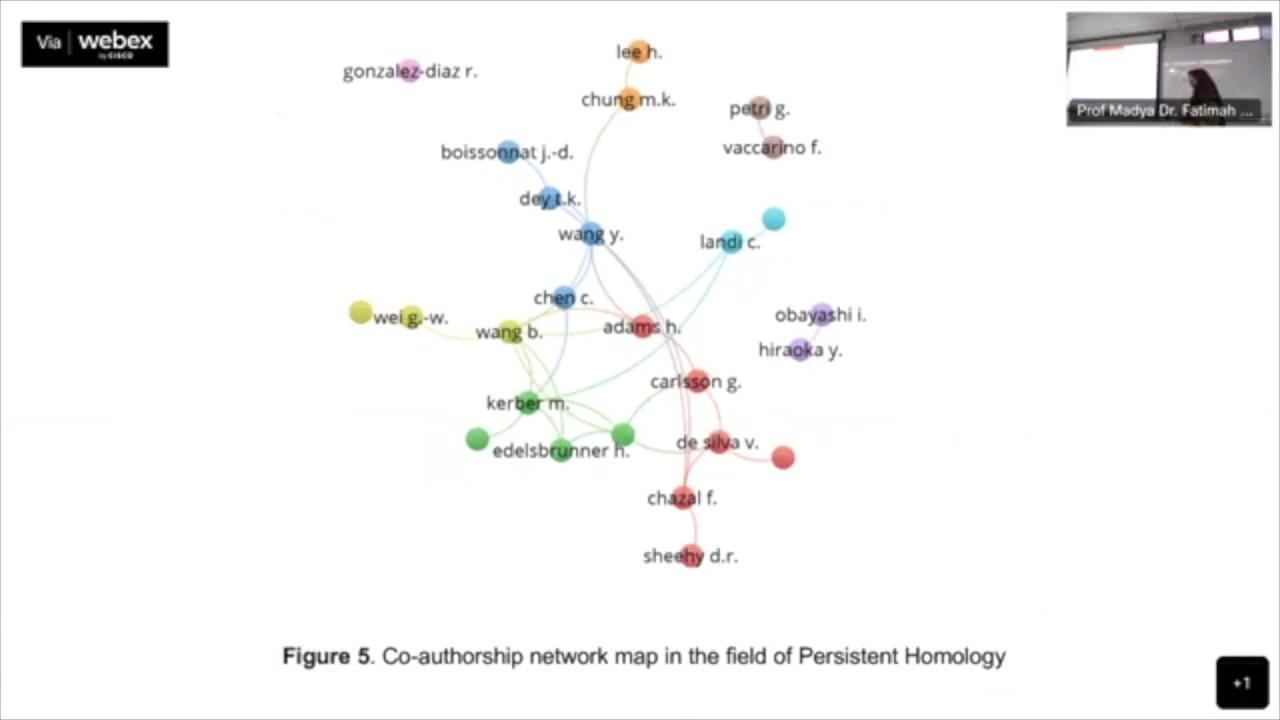 Via webex
by CISCO
Prof Madya Dr. Fatimah ...
lee h.
gonzalez-diaz r.
chung m.k.
petri g.
vaccarino f.
boissonnat j.-d.
dey t.k.
wang y.
landi c.
chen c.
wei g.-w.
wang b.
adams h.
obayashi i.
hiraoka y.
carlsson g.
kerber m.
de silva v.
edelsbrunner h.
chazal f.
sheehy d.r.
Figure 5. Co-authorship network map in the field of Persistent Homology
+1